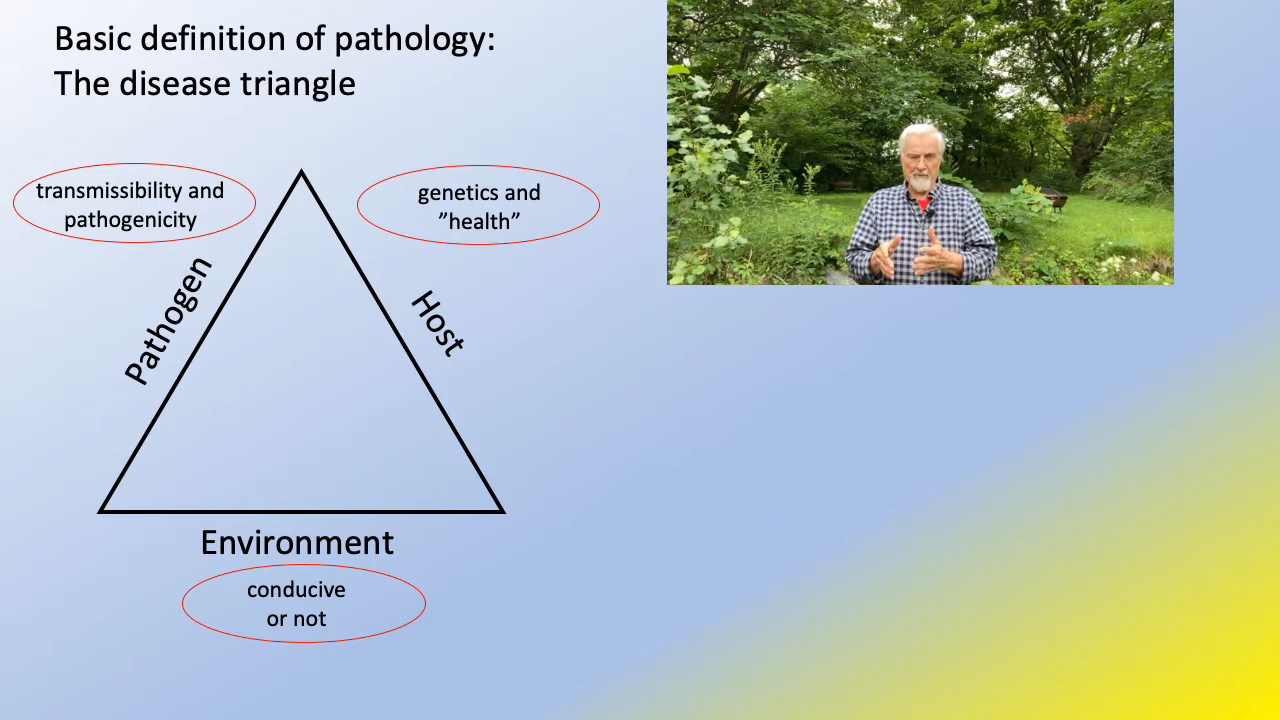 Basic definition of pathology:
The disease triangle
transmissibility and
pathogenicity
genetics and
”health”
Pathogen
Host
Environment
conducive
or not